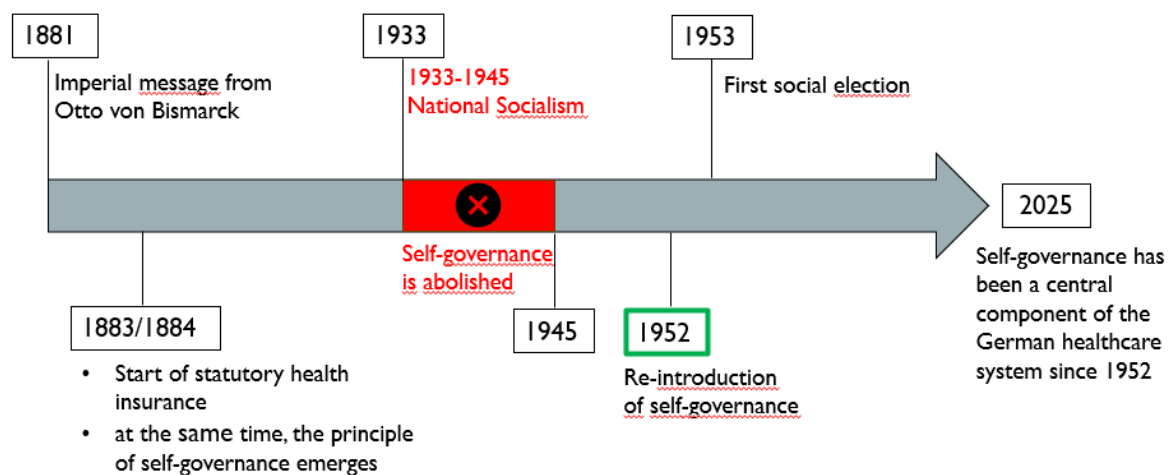 1881
Imperial message from
Otto von Bismarck
1933
1933-1945
National Socialism
1953
First social election
Self-governance
is abolished
1883/1884
• Start of statutory health
insurance
• at the same time, the principle
of self-governance emerges
1945
1952
Re-introduction
of self-governance
2025
Self-governance has
been a central
component of the
German healthcare
system since 1952